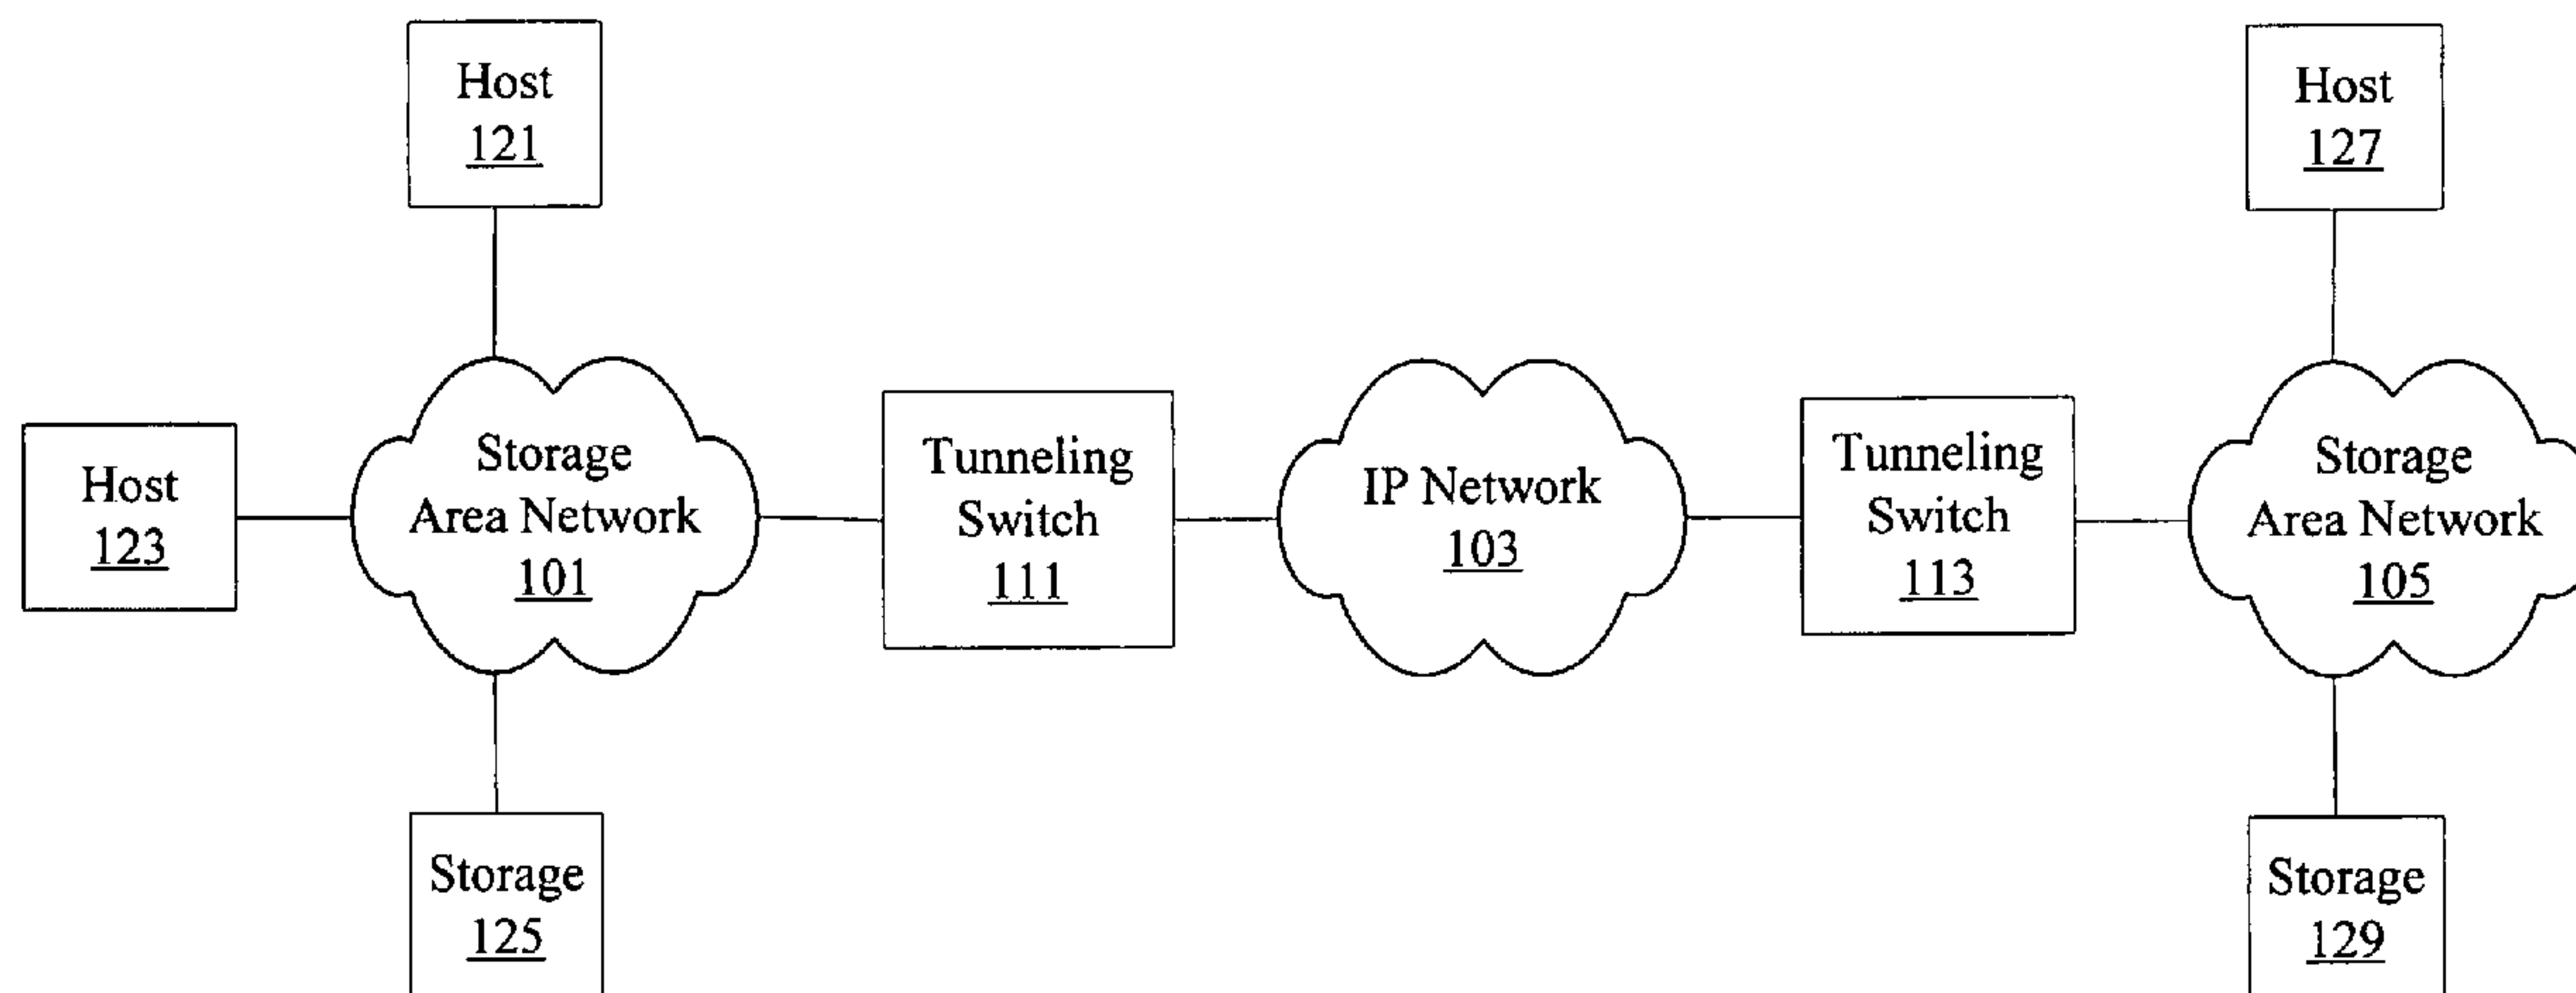 Host
121
Host
127
Host
123
Storage
Area Network
101
Tunneling
Switch
111
IP Network
103
Tunneling
Switch
113
Storage
Area Network
105
Storage
125
Storage
129